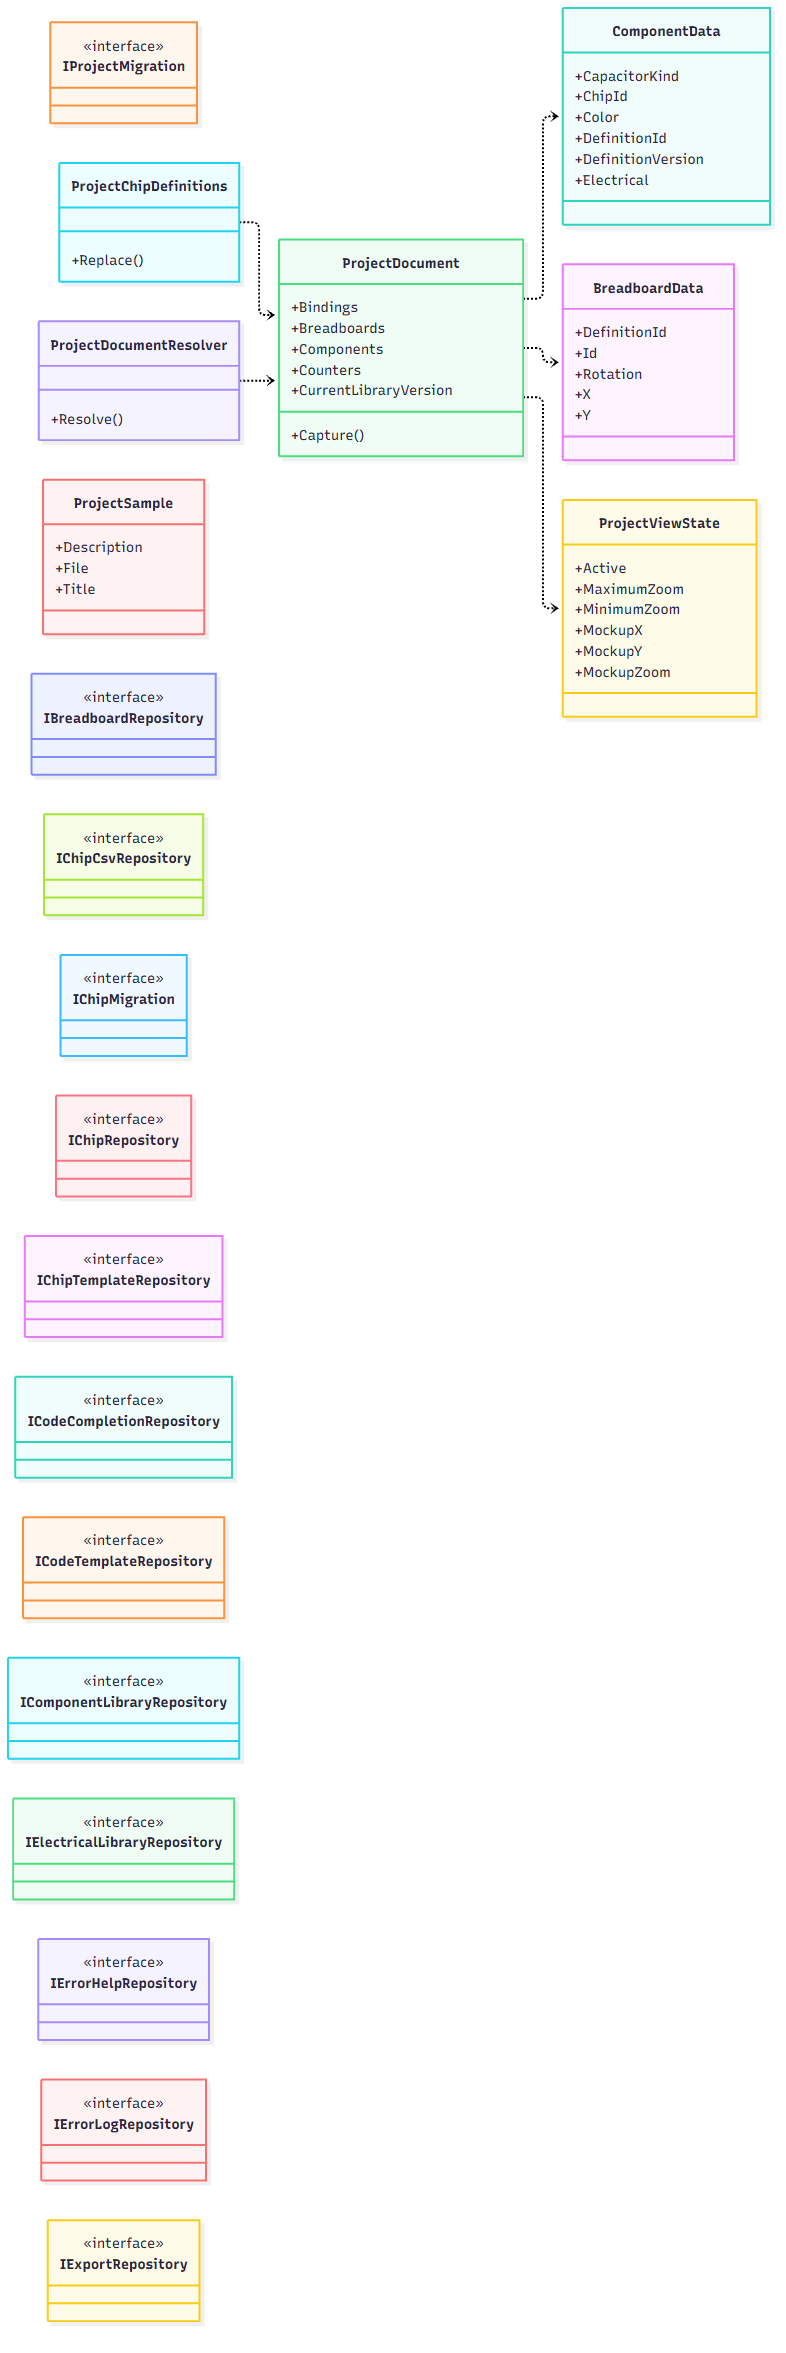 «interface»
IProjectMigration
ProjectChipDefinitions
+Replace()
ProjectDocumentResolver
+Resolve()
ProjectSample
+Description
+File
+Title
«interface»
IBreadboardRepository
«interface»
IChipCsvRepository
«interface»
IChipMigration
«interface»
IChipRepository
«interface»
IChipTemplateRepository
«interface»
ICodeCompletionRepository
«interface»
ICodeTemplateRepository
«interface»
IComponentLibraryRepository
«interface»
IElectricalLibraryRepository
«interface»
IErrorHelpRepository
«interface»
IErrorLogRepository
«interface»
IExportRepository
ProjectDocument
+Bindings
+Breadboards
+Components
+Counters
+CurrentLibraryVersion
+Capture()
ComponentData
+CapacitorKind
+ChipId
+Color
+DefinitionId
+DefinitionVersion
+Electrical
BreadboardData
+DefinitionId
+Id
+Rotation
+X
+Y
ProjectViewState
+Active
+MaximumZoom
+MinimumZoom
+MockupX
+MockupY
+MockupZoom